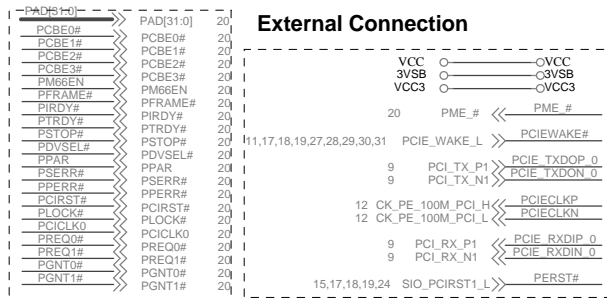 External Connection
PAD[31:0] PAD[31:0] 20
PCBE0# PCBE0# 20
PCBE1# PCBE1# 20
PCBE2# PCBE2# 20
PCBE3# PCBE3# 20
PM66EN PM66EN 20
PFRAME# PFRAME# 20
PIRDY# PIRDY# 20
PTRDY# PTRDY# 20
PSTOP# PSTOP# 20
PDVSEL# PDVSEL# 20
PPAR PPAR 20
PSERR# PSERR# 20
PPERR# PPERR# 20
PCIRST# PCIRST# 20
PLOCK# PLOCK# 20
PCICLK0 PCICLK0 20
PREQ0# PREQ0# 20
PREQ1# PREQ1# 20
PGNT0# PGNT0# 20
PGNT1# PGNT1# 20
VCC VCC
3VSB 3VSB
VCC3 VCC3
20 PME_# PME_#
11,17,18,19,27,28,29,30,31 PCIE_WAKE_L PCIEWAKE#
9 PCI_TX_P1 PCIE_TXDOP_0
9 PCI_TX_N1 PCIE_TXDON_0
12 CK_PE_100M_PCI_H PCIECLKP
12 CK_PE_100M_PCI_L PCIECLKN
9 PCI_RX_P1 PCIE_RXDIP_0
9 PCI_RX_N1 PCIE_RXDIN_0
15,17,18,19,24 SIO_PCIRST1_L PERST#